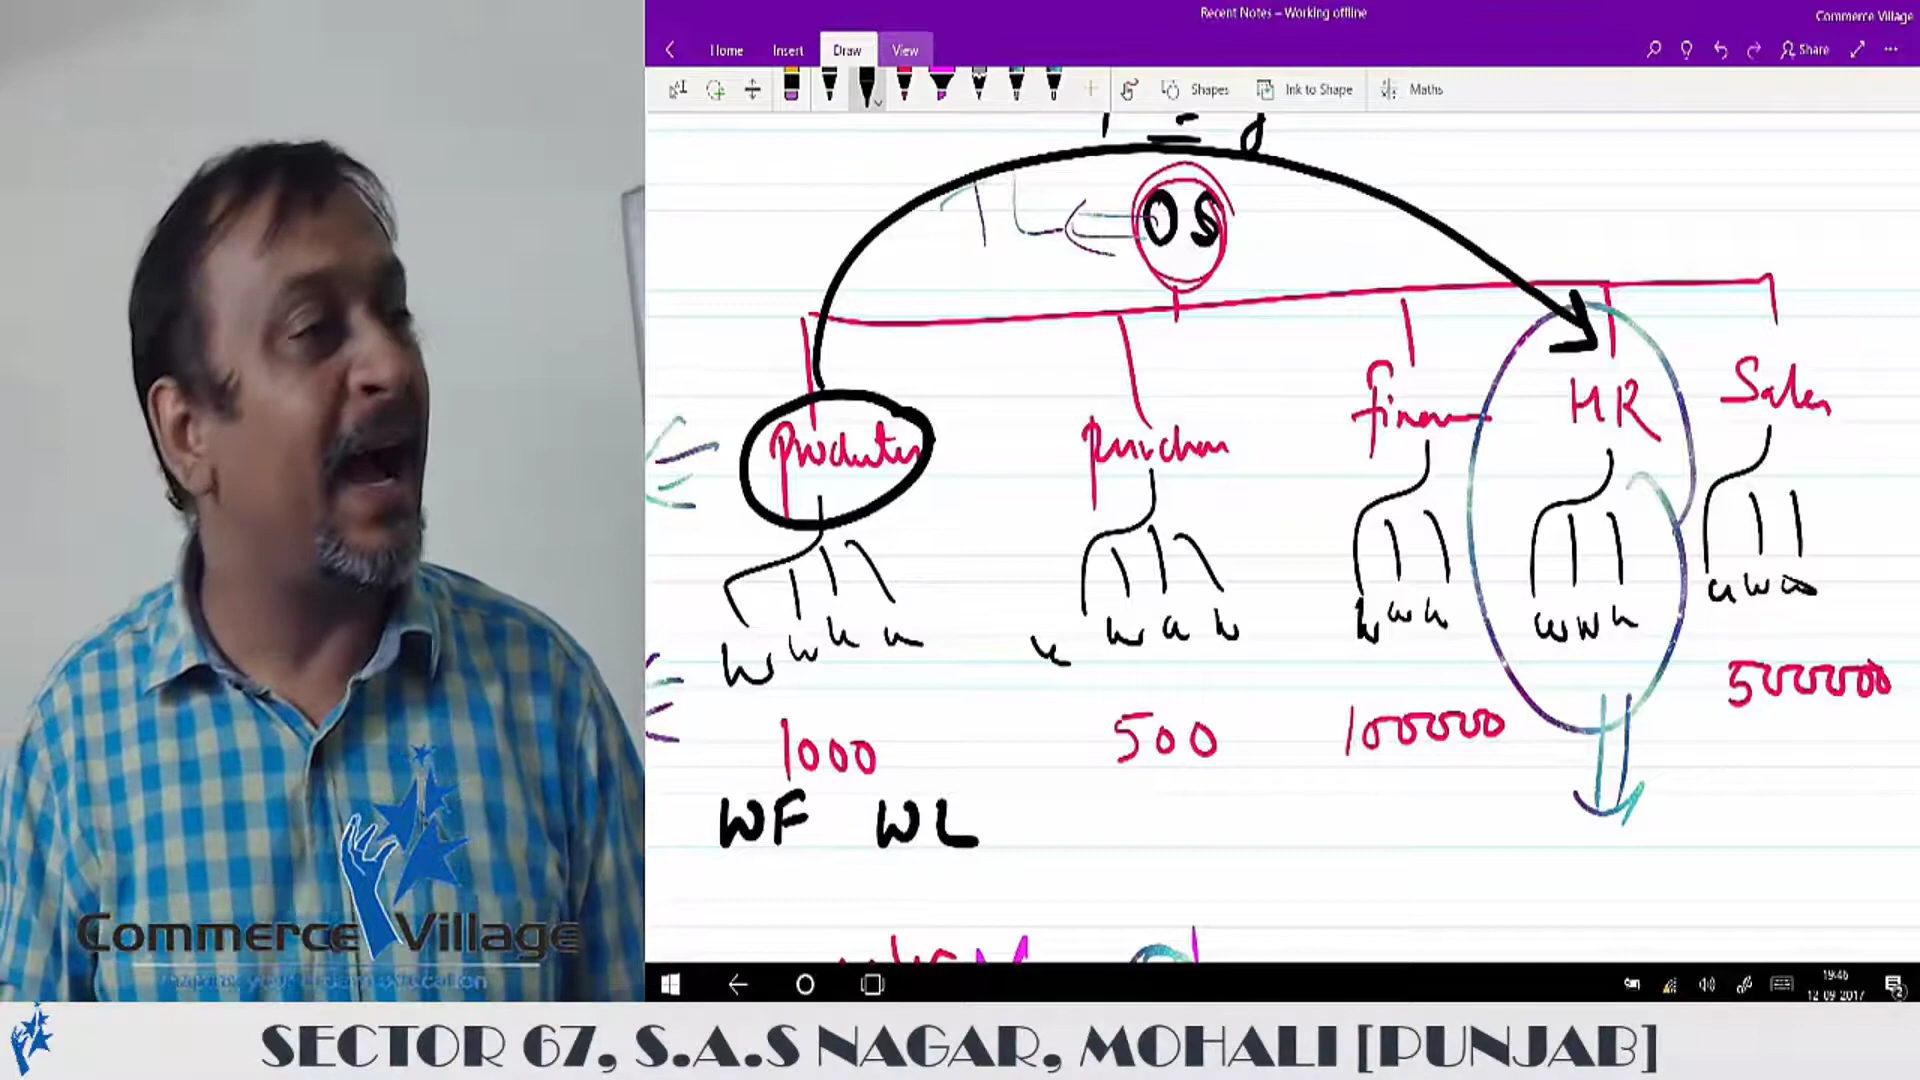 Recent Notes – Working offline
Commerce Village
Home Insert Draw View Share
Shapes Ink to Shape Maths
OS
TL
HR
Sales
Production
W W W W
W W W
W W W
W W W
W W W
1000 500 100000 500000
WF WL
Commerce Village
19:46
12-09-2017
SECTOR 67, S.A.S NAGAR, MOHALI [PUNJAB]